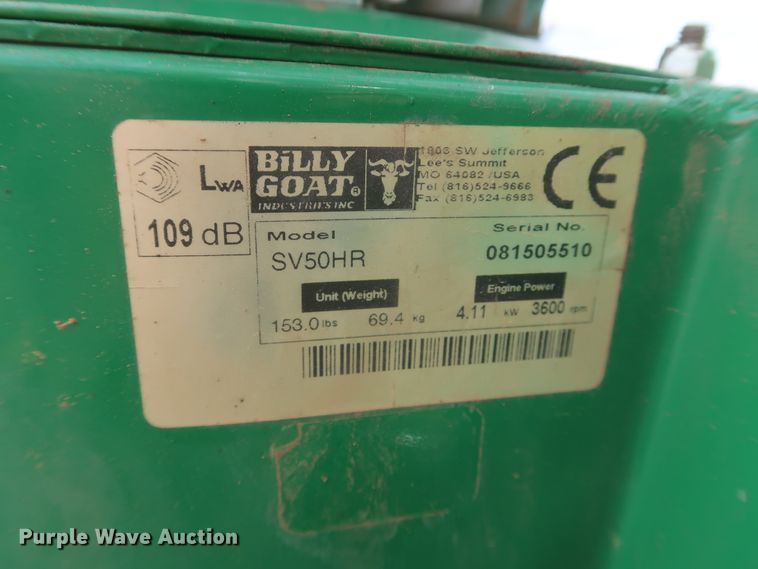 LWA
109 dB
BiLLY
GOAT®
INDUSTRIES INC
1803 SW Jefferson
Lee's Summit
MO 64082 /USA
Tel (816)524-9666
Fax (816)524-6983
CE
Model
Serial No.
SV50HR
081505510
Unit (Weight)
Engine Power
153.0 lbs 69.4 kg
4.11 kW 3600 rpm
Purple Wave Auction